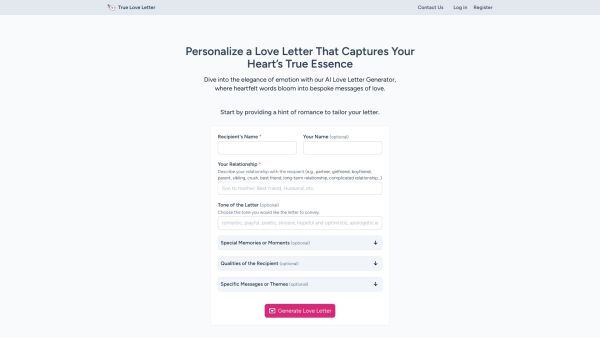 True Love Letter
Contact Us
Log in
Register
Personalize a Love Letter That Captures Your
Heart's True Essence
Dive into the elegance of emotion with our AI Love Letter Generator,
where heartfelt words bloom into bespoke messages of love.
Start by providing a hint of romance to tailor your letter.
Recipient's Name *
Your Name (optional)
Your Relationship *
Describe your relationship with the recipient (e.g., partner, girlfriend, boyfriend,
parent, sibling, crush, best friend, long-term relationship, complicated relationship...)
Son to mother, Best friend, Husband, etc.
Tone of the Letter (optional)
Choose the tone you would like the letter to convey.
romantic, playful, poetic, sincere, hopeful and optimistic, apologetic
Special Memories or Moments (optional)
Qualities of the Recipient (optional)
Specific Messages or Themes (optional)
Generate Love Letter